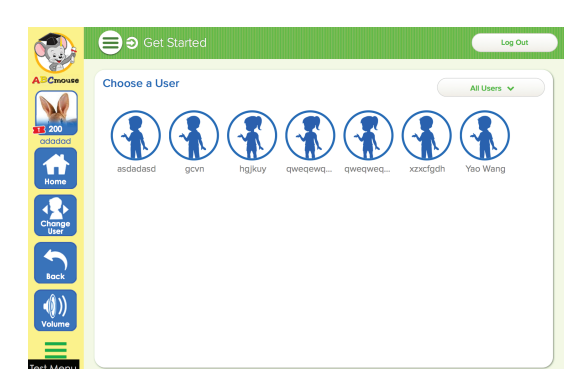 Get Started
Log Out
ABCmouse
200
adadad
Home
Change
User
Back
Volume
Test Menu
Choose a User
All Users
asdadasd
gcvn
hgjkuy
qweqewq...
qweqweq...
xzxcfgdh
Yao Wang